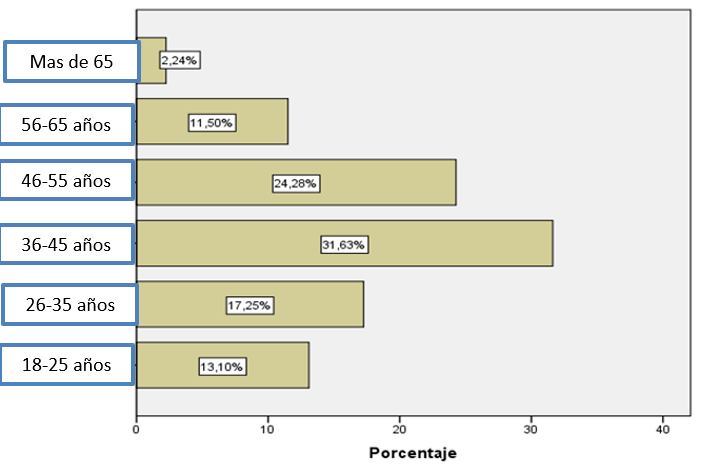 Mas de 65
2,24%
56-65 años
11,50%
46-55 años
24,28%
36-45 años
31,63%
26-35 años
17,25%
18-25 años
13,10%
0 10 20 30 40
Porcentaje